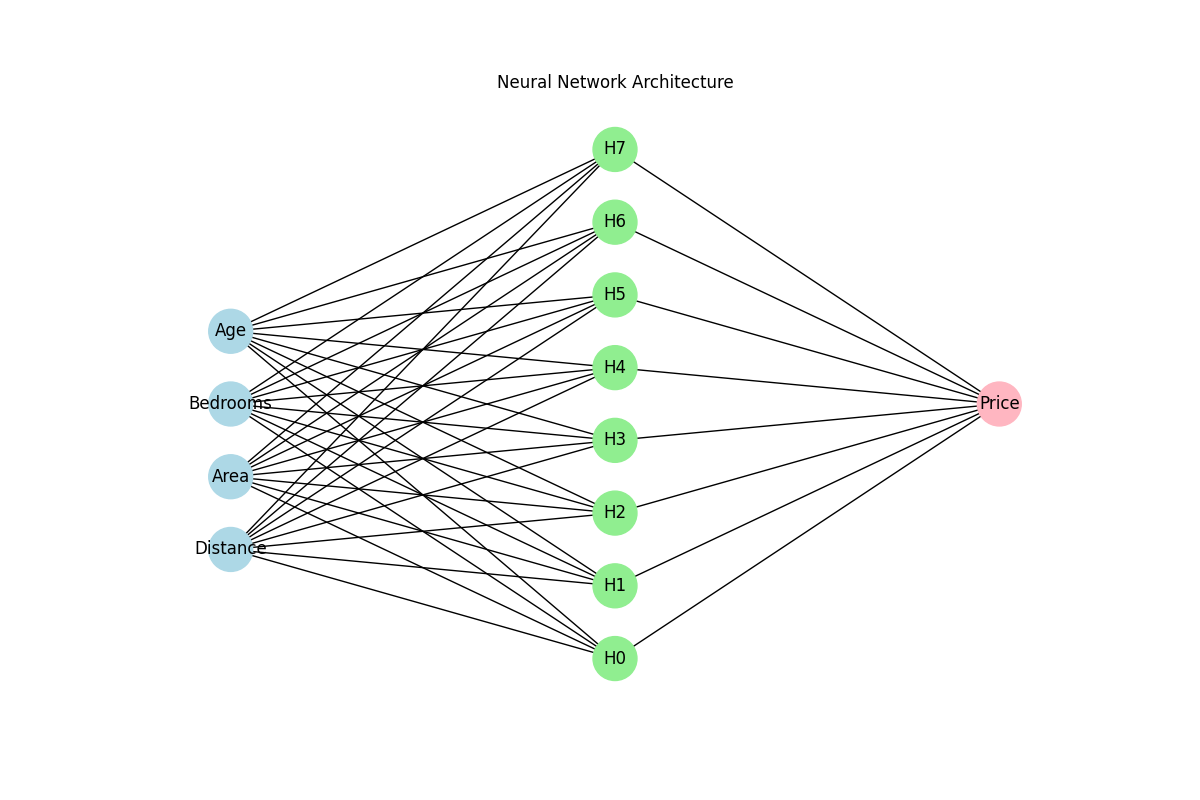 Neural Network Architecture
Age
Bedrooms
Area
Distance
H7
H6
H5
H4
H3
H2
H1
H0
Price